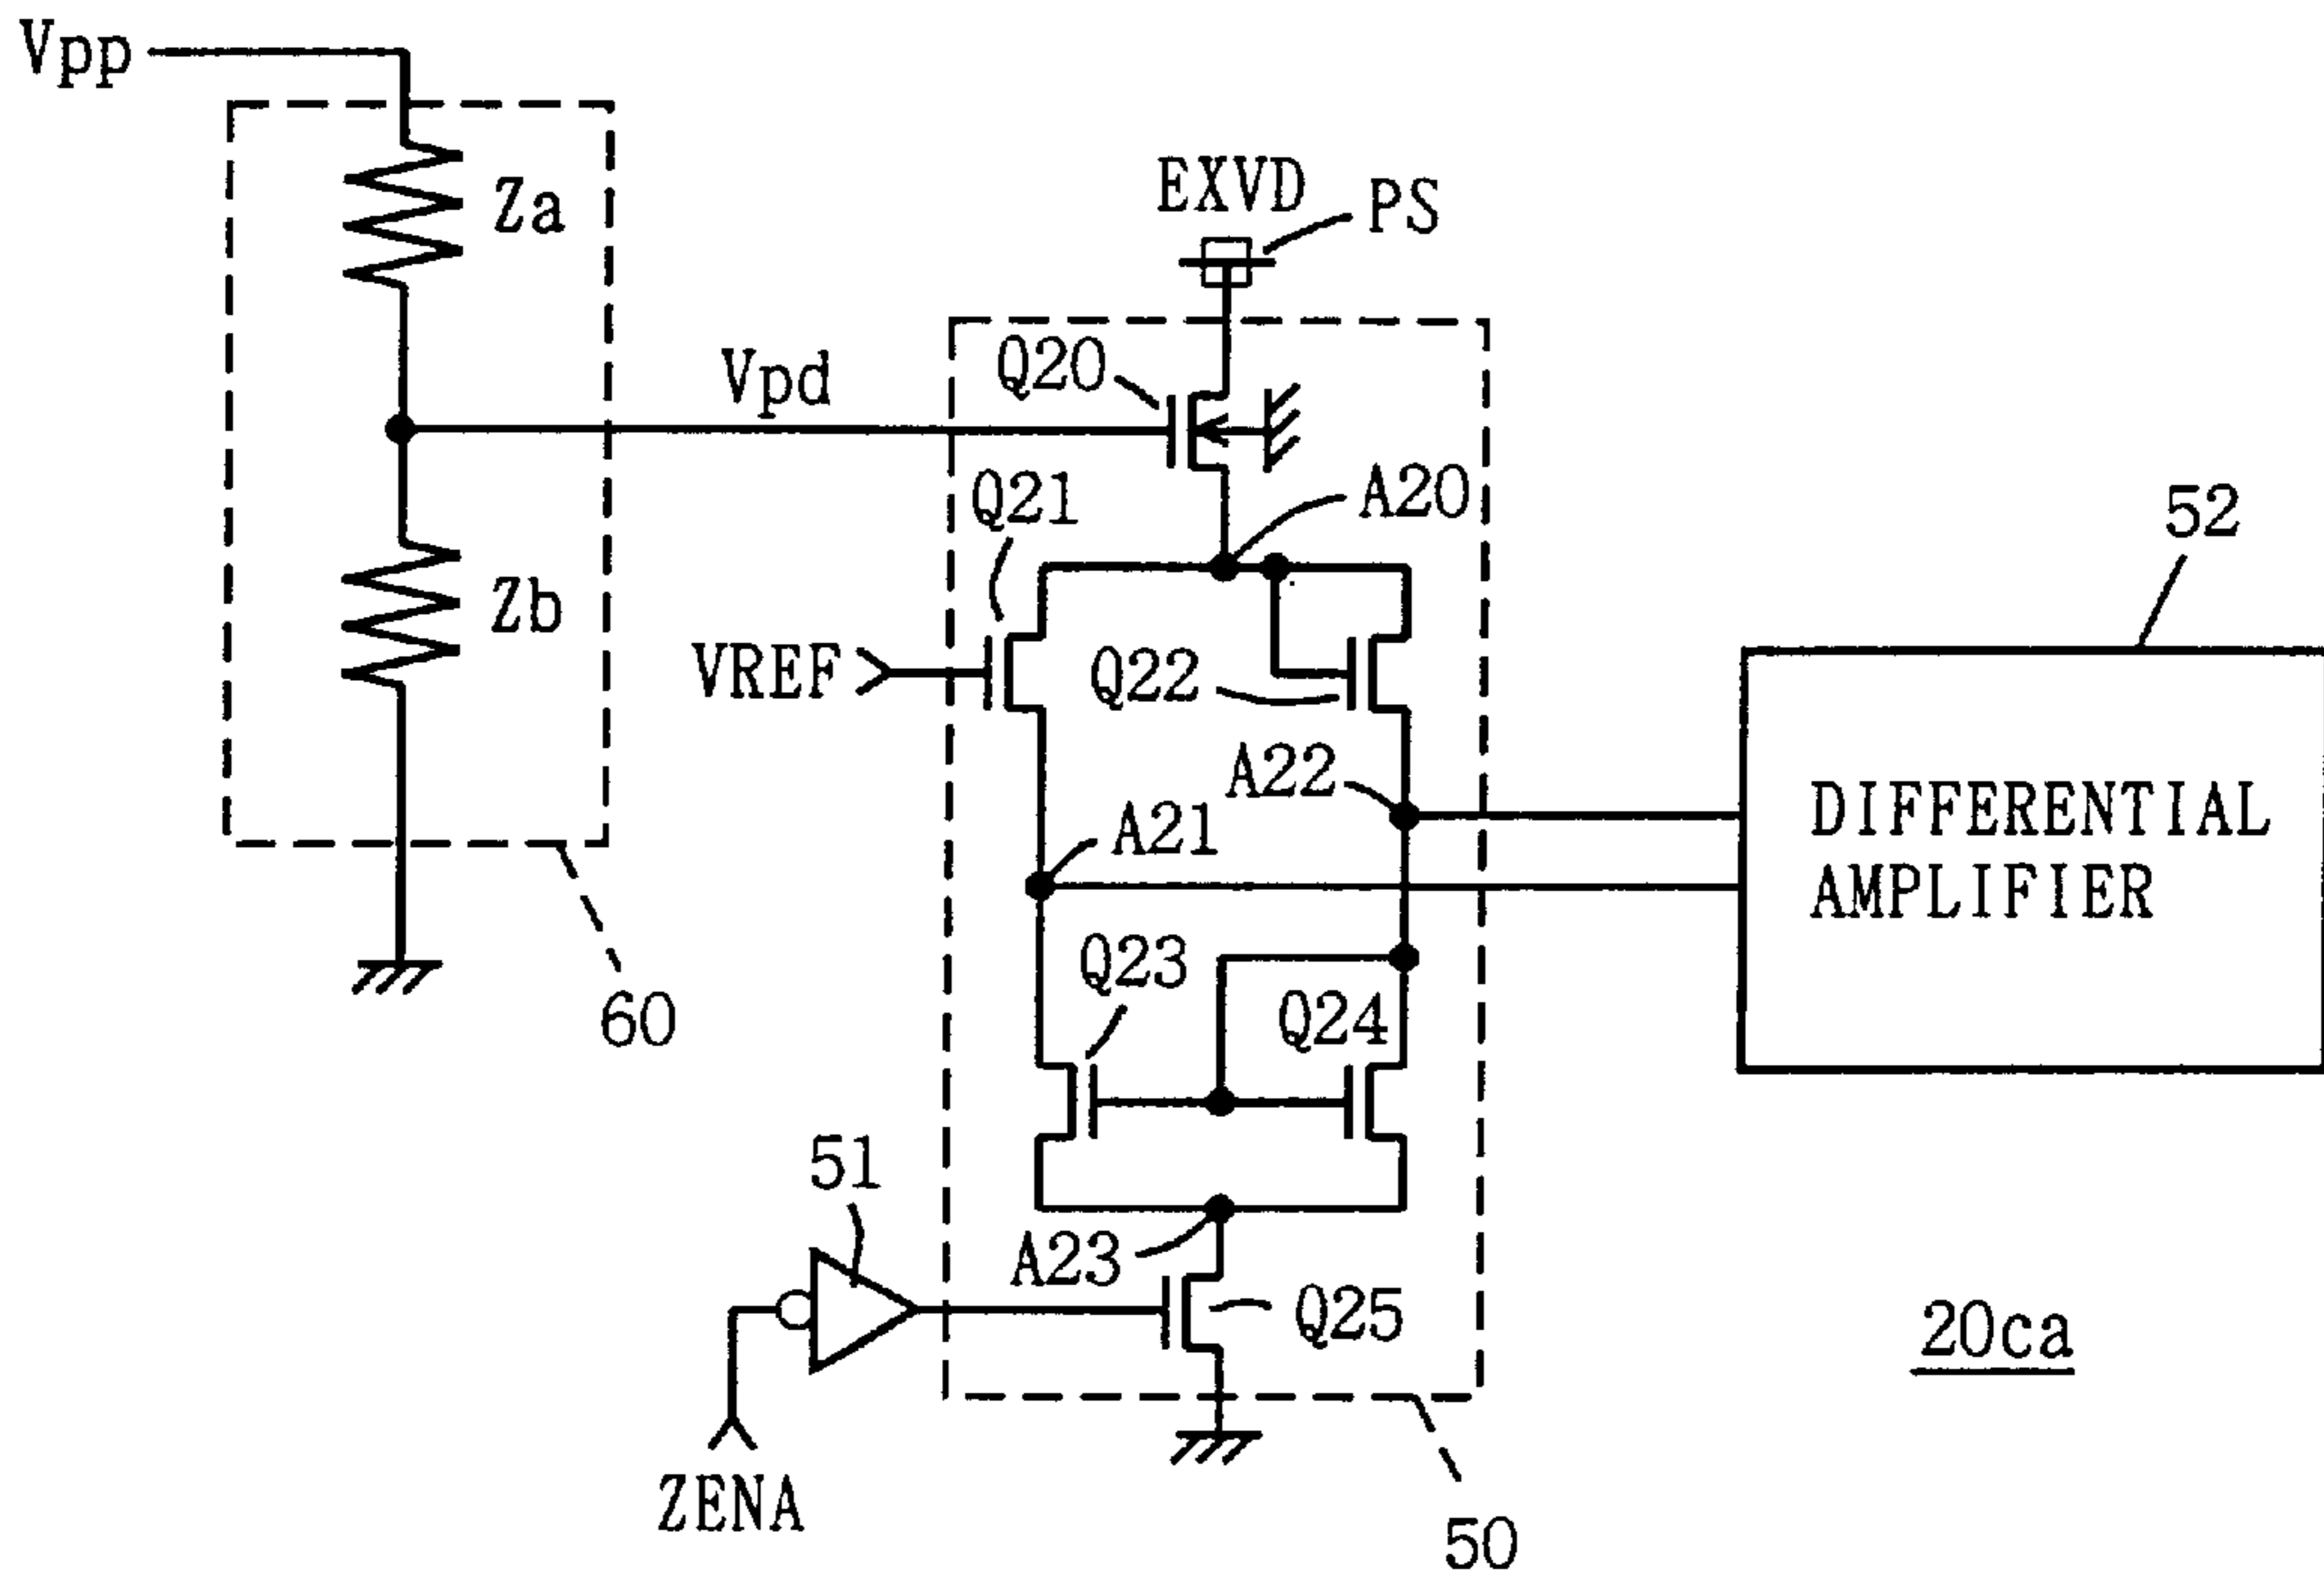 Vpp
Za
EXVD
PS
Vpd
Q20
Q21
A20
52
Zb
VREF
Q22
A22
A21
DIFFERENTIAL
AMPLIFIER
Q23
Q24
60
51
A23
Q25
20ca
ZENA
50